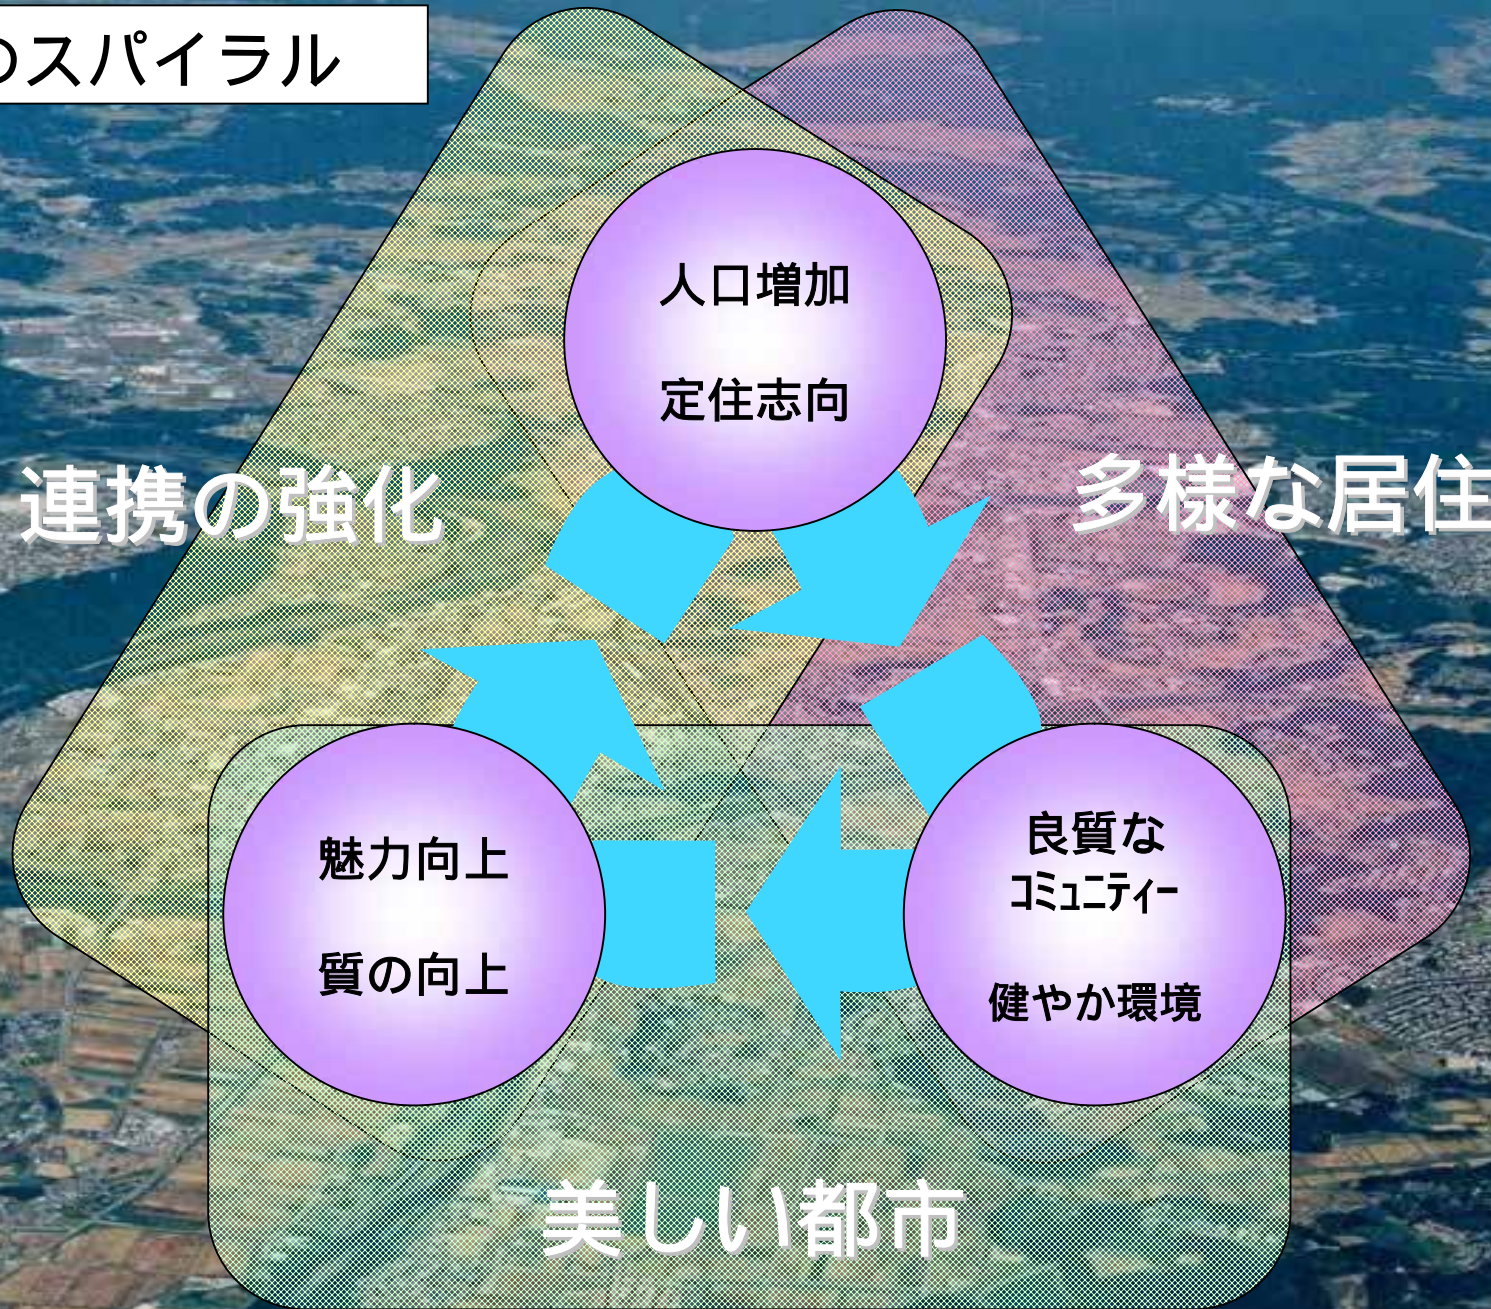 のスパイラル
人口増加
定住志向
連携の強化
多様な居住
魅力向上
質の向上
良質な
ｺﾐｭﾆﾃｨｰ
健やか環境
美しい都市